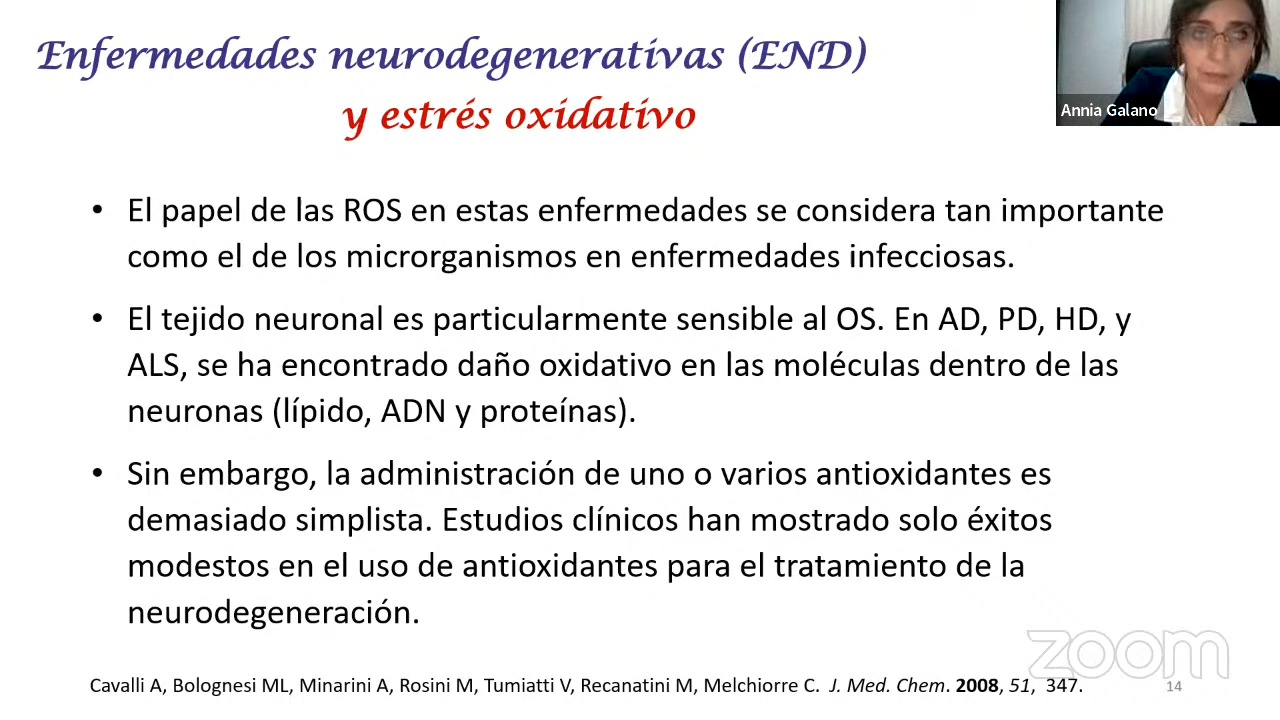 Enfermedades neurodegenerativas (END)
y estrés oxidativo
Annia Galano
• El papel de las ROS en estas enfermedades se considera tan importante
como el de los microrganismos en enfermedades infecciosas.
• El tejido neuronal es particularmente sensible al OS. En AD, PD, HD, y
ALS, se ha encontrado daño oxidativo en las moléculas dentro de las
neuronas (lípido, ADN y proteínas).
• Sin embargo, la administración de uno o varios antioxidantes es
demasiado simplista. Estudios clínicos han mostrado solo éxitos
modestos en el uso de antioxidantes para el tratamiento de la
neurodegeneración.
zoom
Cavalli A, Bolognesi ML, Minarini A, Rosini M, Tumiatti V, Recanatini M, Melchiorre C. J. Med. Chem. 2008, 51, 347.
14